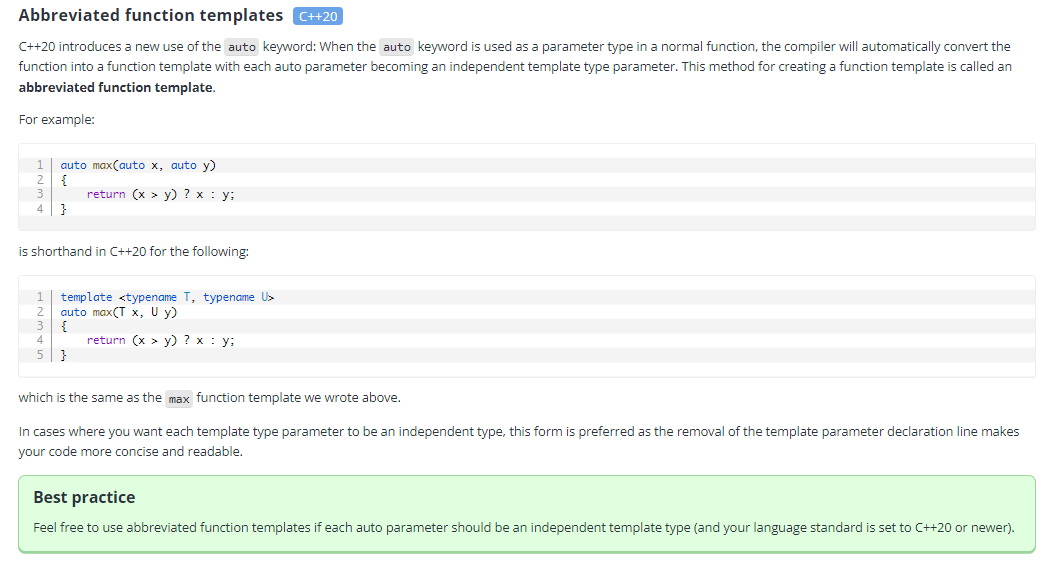 Abbreviated function templates C++20
C++20 introduces a new use of the auto keyword: When the auto keyword is used as a parameter type in a normal function, the compiler will automatically convert the
function into a function template with each auto parameter becoming an independent template type parameter. This method for creating a function template is called an
abbreviated function template.
For example:
1 auto max(auto x, auto y)
2 {
3     return (x > y) ? x : y;
4 }
is shorthand in C++20 for the following:
1 template <typename T, typename U>
2 auto max(T x, U y)
3 {
4     return (x > y) ? x : y;
5 }
which is the same as the max function template we wrote above.
In cases where you want each template type parameter to be an independent type, this form is preferred as the removal of the template parameter declaration line makes
your code more concise and readable.
Best practice
Feel free to use abbreviated function templates if each auto parameter should be an independent template type (and your language standard is set to C++20 or newer).